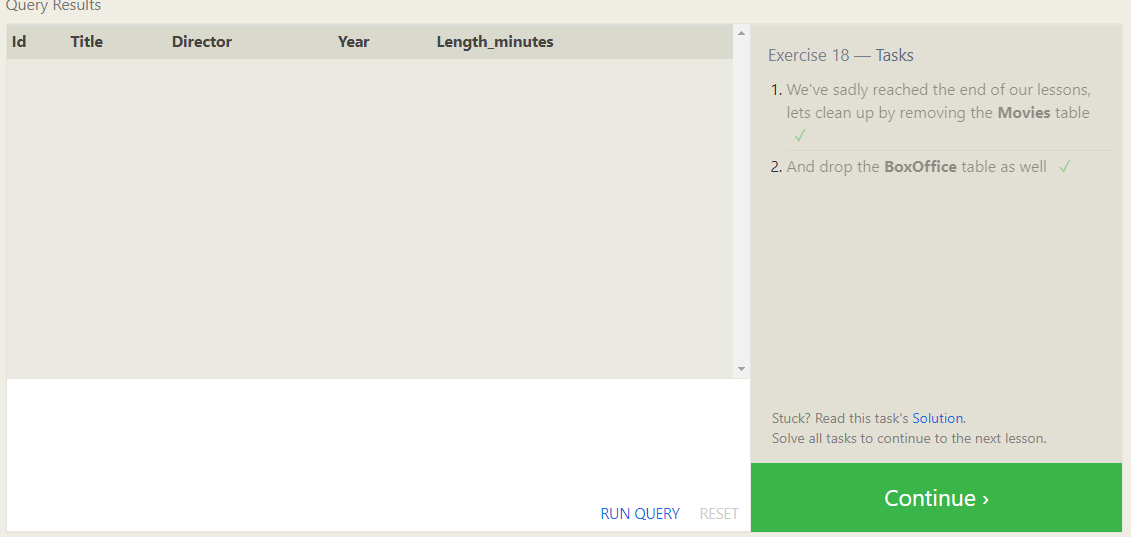 Query Results
Id Title Director Year Length_minutes
Exercise 18 — Tasks
1. We've sadly reached the end of our lessons,
lets clean up by removing the Movies table
✓
2. And drop the BoxOffice table as well ✓
Stuck? Read this task's Solution.
Solve all tasks to continue to the next lesson.
RUN QUERY RESET
Continue ›